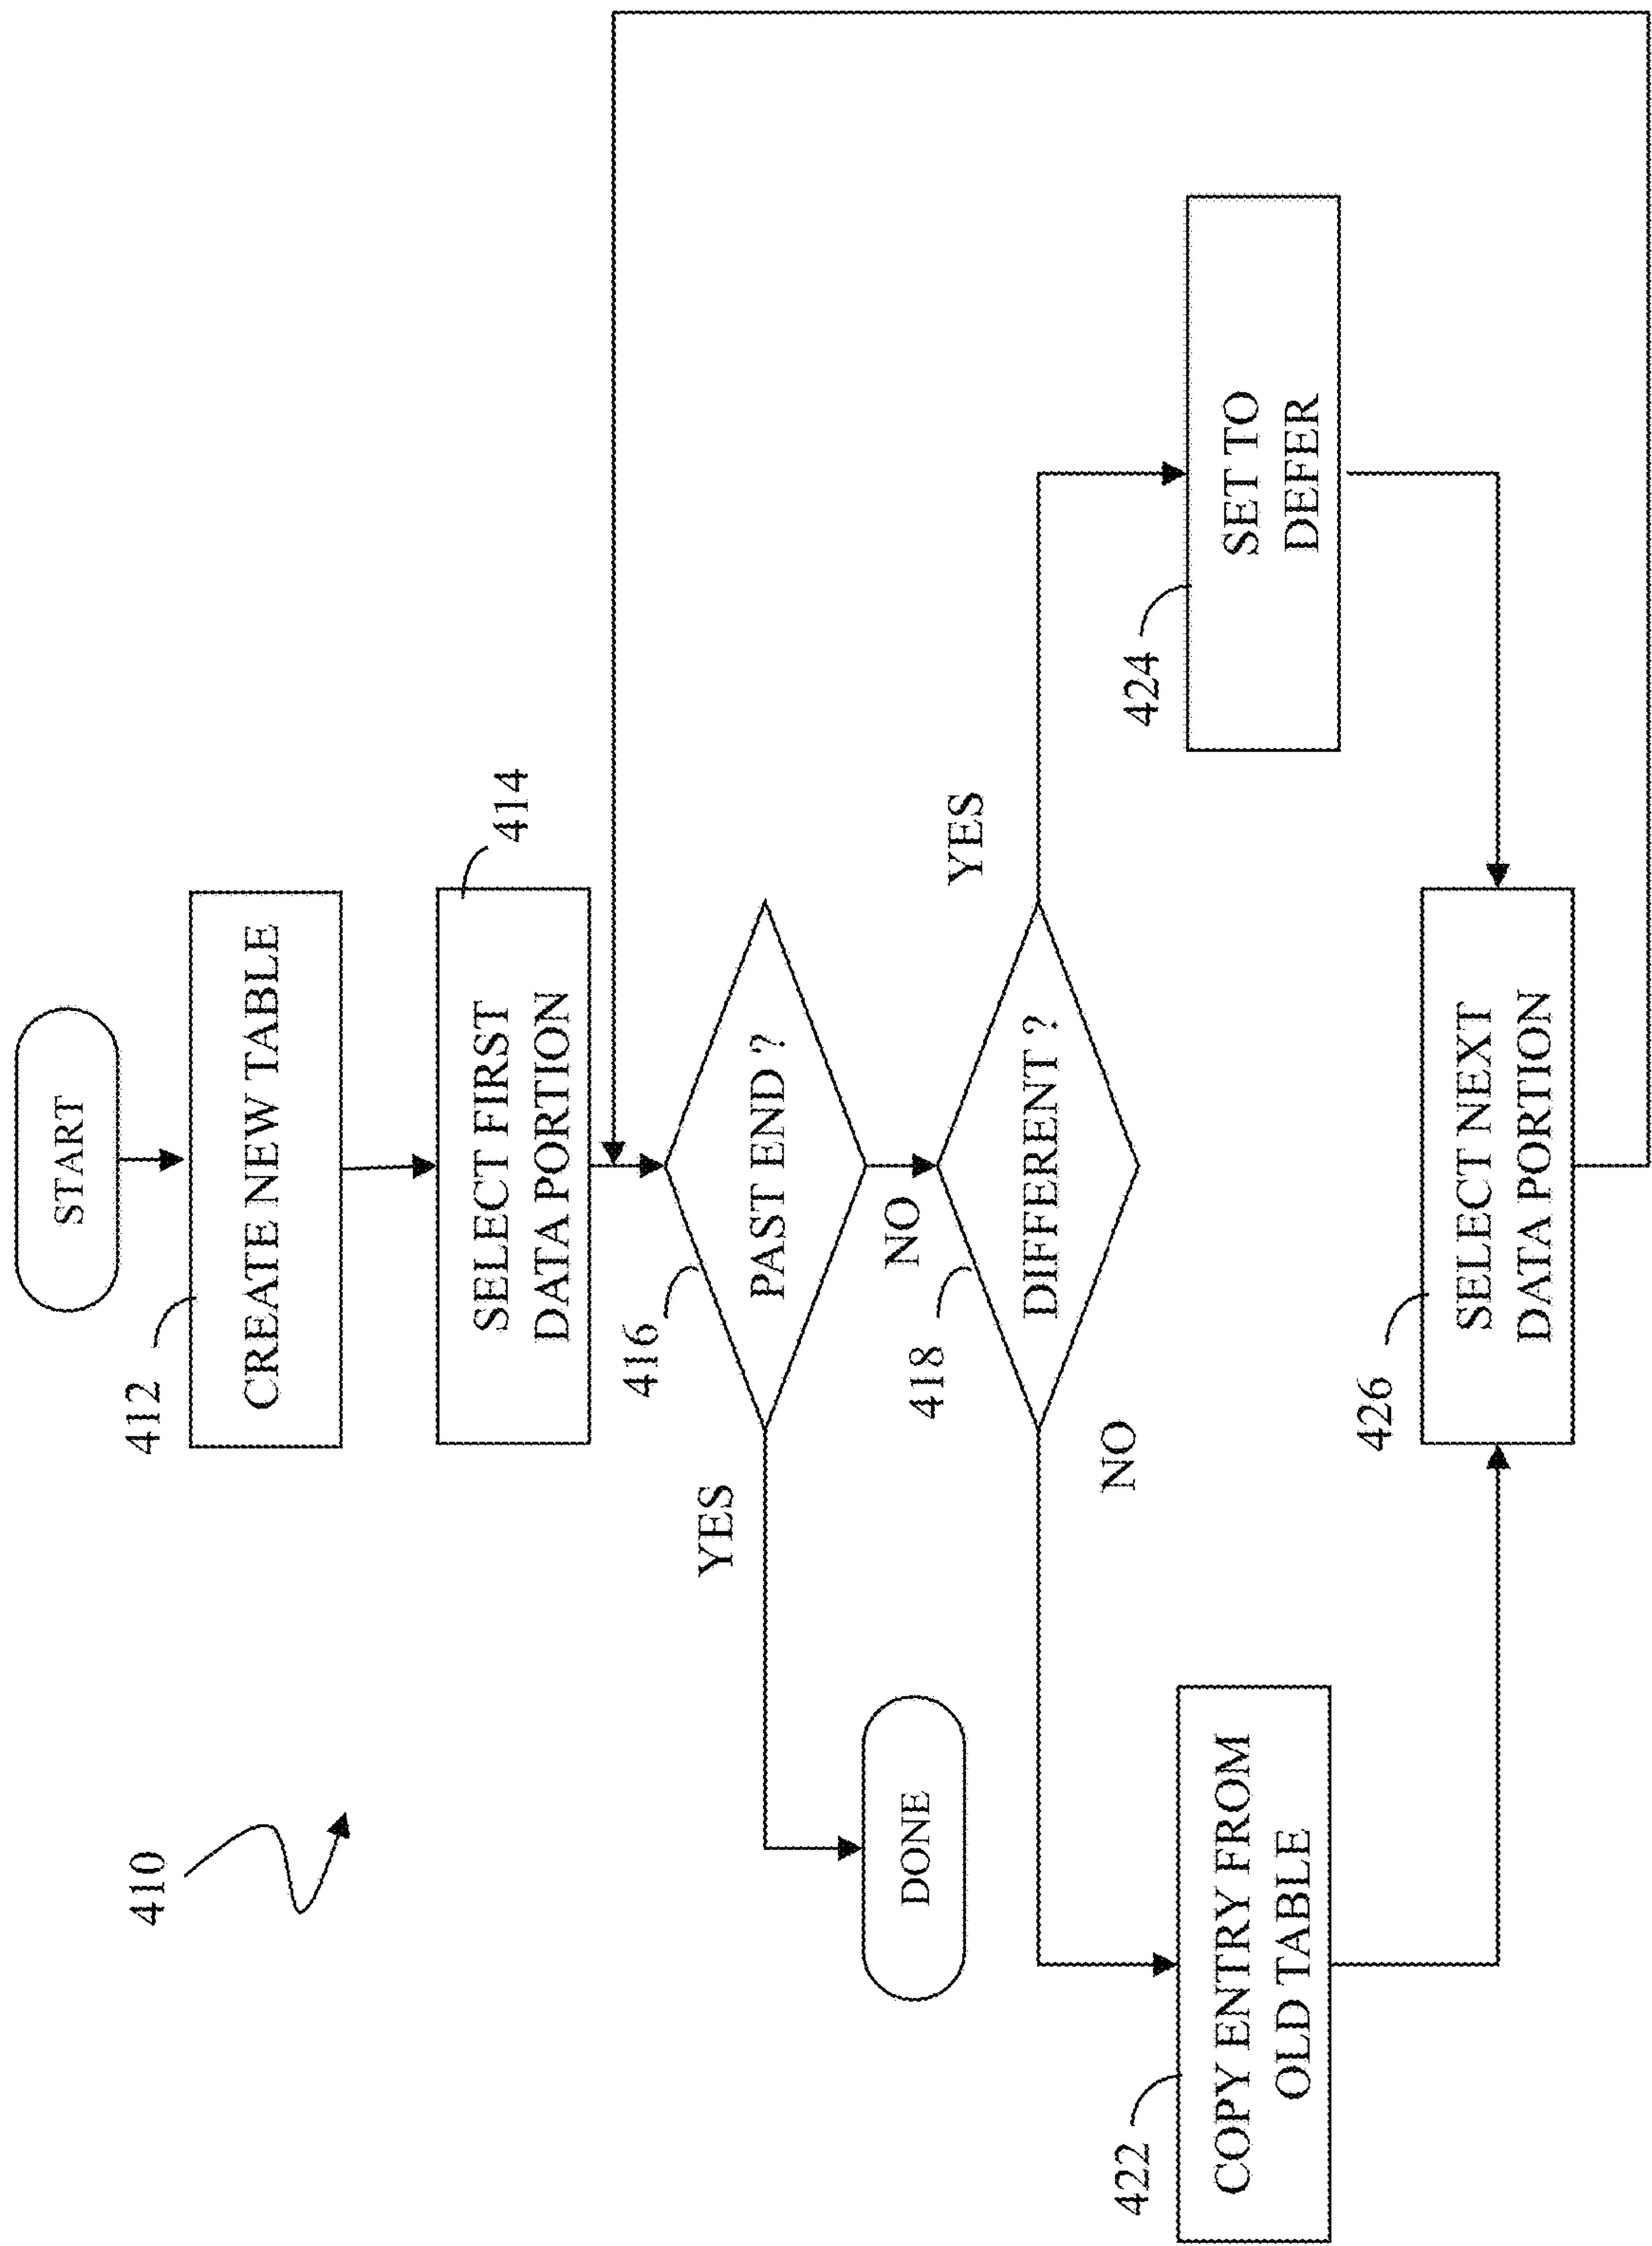 410
START
412
CREATE NEW TABLE
414
SELECT FIRST
DATA PORTION
416
PAST END ?
YES
NO
DONE
418
DIFFERENT ?
YES
NO
422
COPY ENTRY FROM
OLD TABLE
424
SET TO
DEFER
426
SELECT NEXT
DATA PORTION